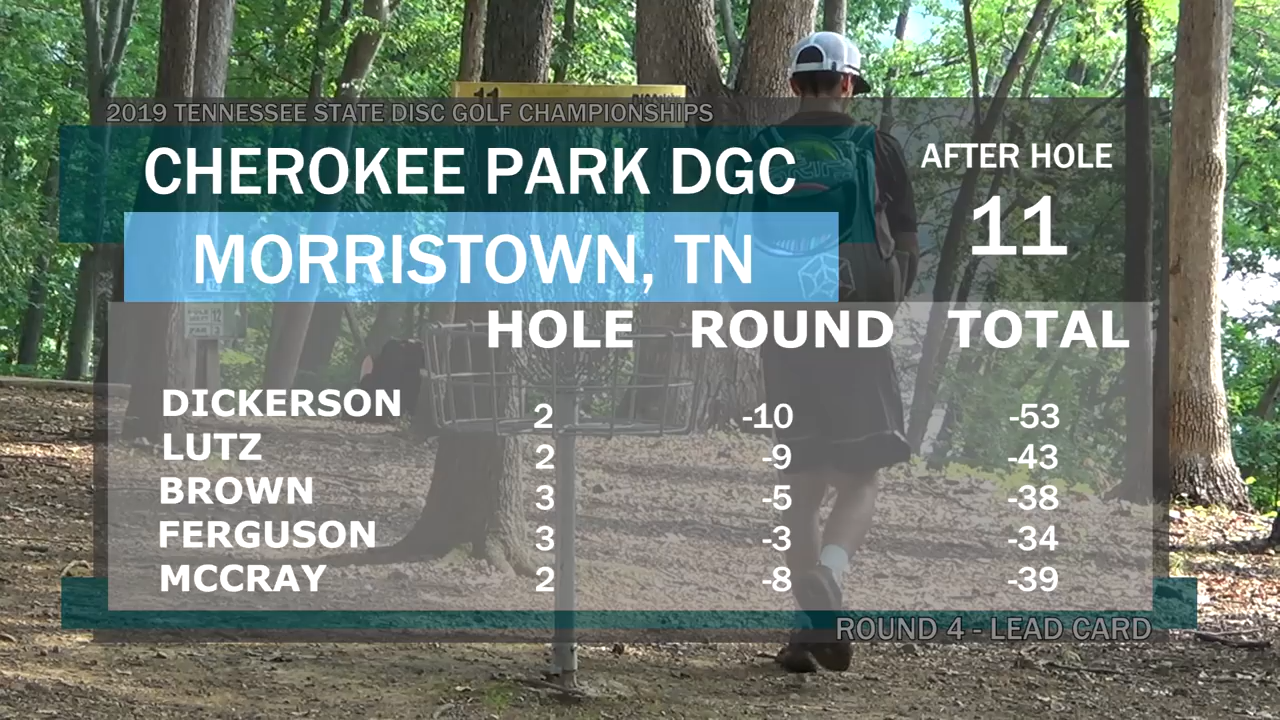 11
2019 TENNESSEE STATE DISC GOLF CHAMPIONSHIPS
CHEROKEE PARK DGC
MORRISTOWN, TN
AFTER HOLE
11
HOLE ROUND TOTAL
DICKERSON 2 -10 -53
LUTZ 2 -9 -43
BROWN 3 -5 -38
FERGUSON 3 -3 -34
MCCRAY 2 -8 -39
ROUND 4 - LEAD CARD